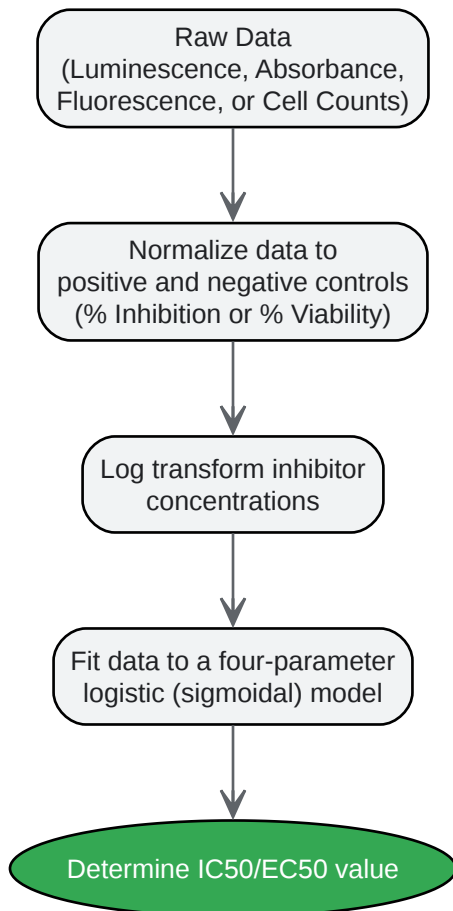 Raw Data
(Luminescence, Absorbance,
Fluorescence, or Cell Counts)
Normalize data to
positive and negative controls
(% Inhibition or % Viability)
Log transform inhibitor
concentrations
Fit data to a four-parameter
logistic (sigmoidal) model
Determine IC50/EC50 value